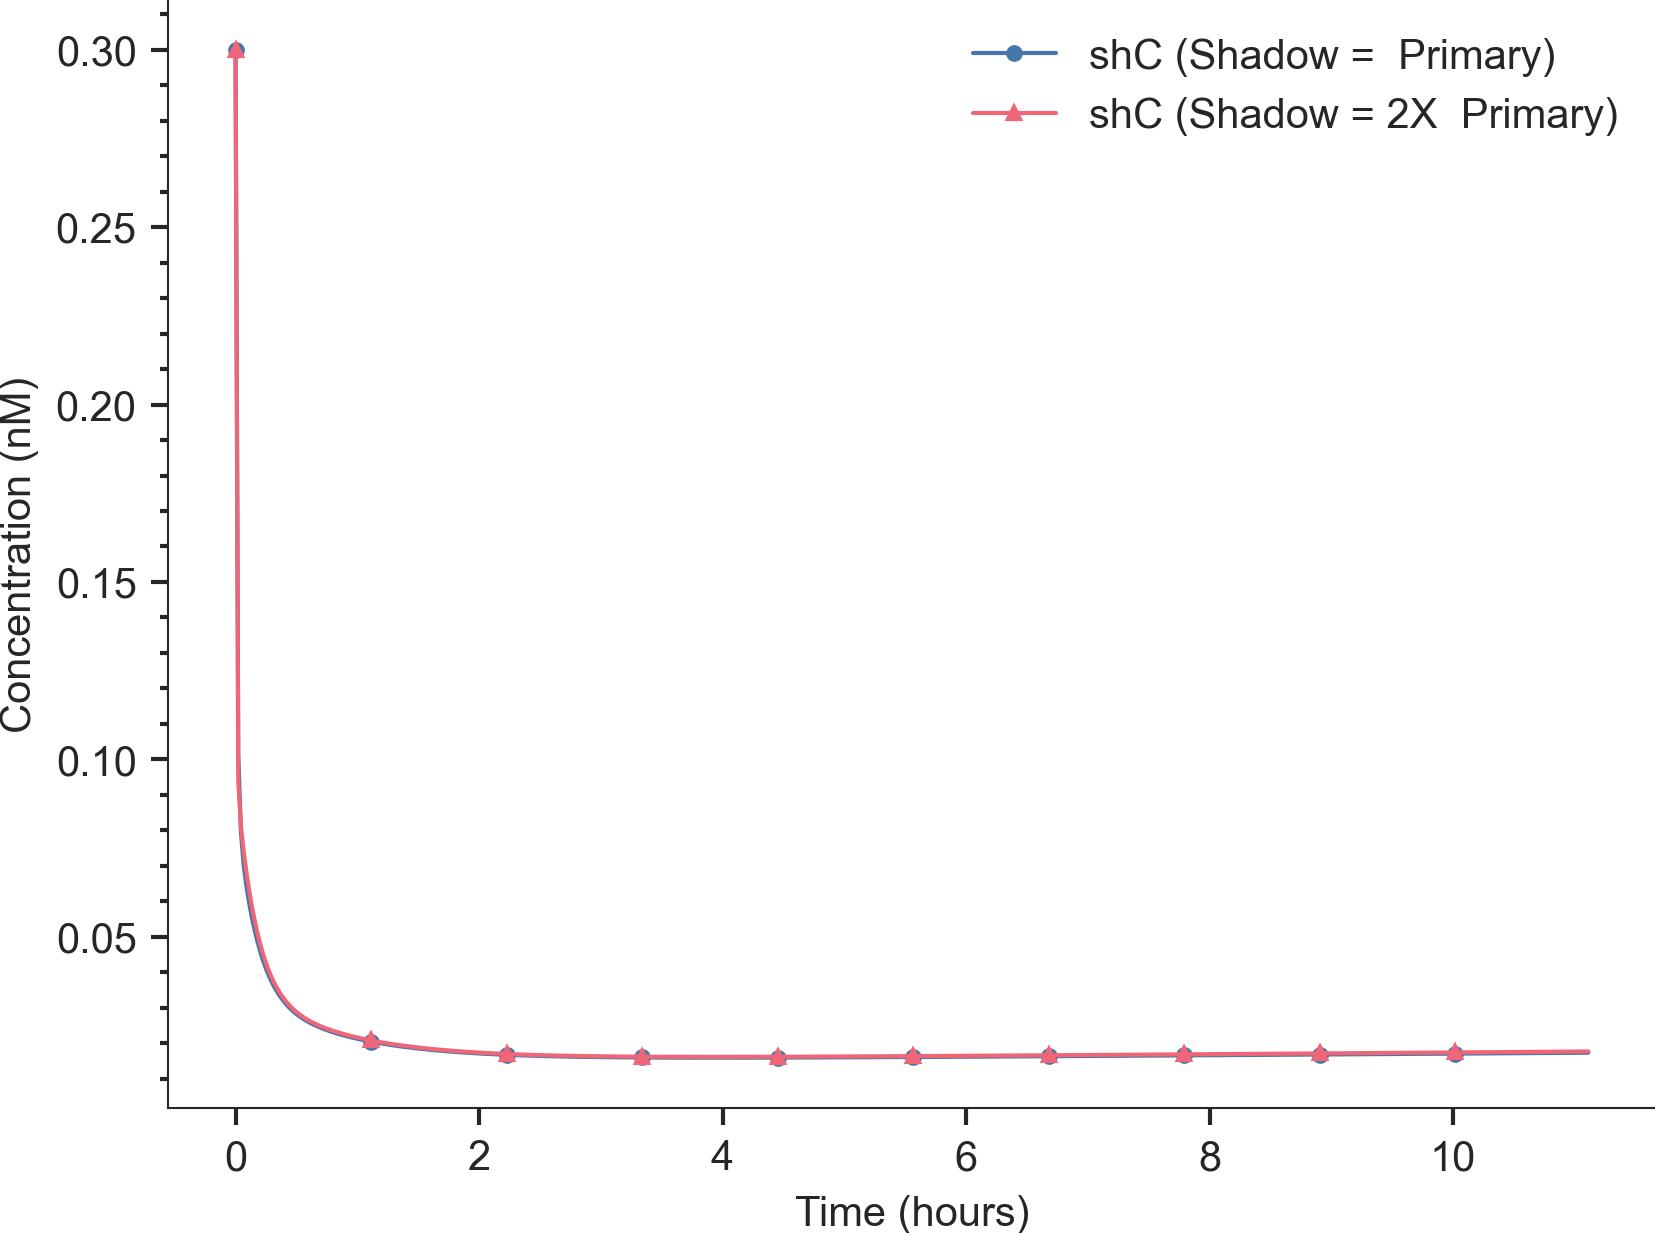 0.30
0.25
0.20
0.15
0.10
0.05
Concentration (nM)
shC (Shadow =  Primary)
shC (Shadow = 2X  Primary)
0 2 4 6 8 10
Time (hours)